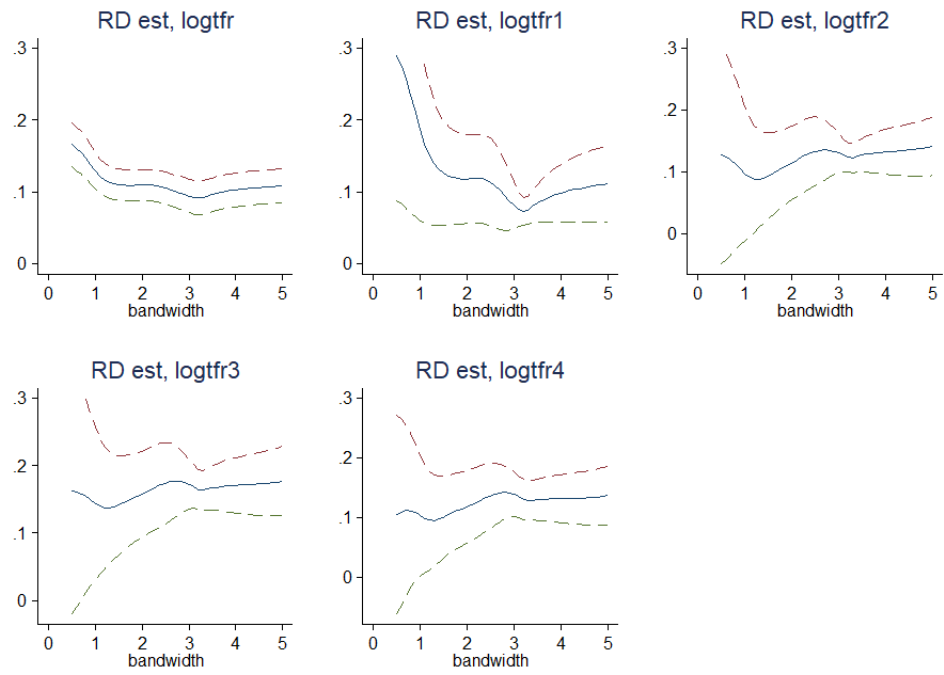 RD est, logtfr
.3
.2
.1
0
0 1 2 3 4 5
bandwidth
RD est, logtfr1
.3
.2
.1
0
0 1 2 3 4 5
bandwidth
RD est, logtfr2
.3
.2
.1
0
0 1 2 3 4 5
bandwidth
RD est, logtfr3
.3
.2
.1
0
0 1 2 3 4 5
bandwidth
RD est, logtfr4
.3
.2
.1
0
0 1 2 3 4 5
bandwidth